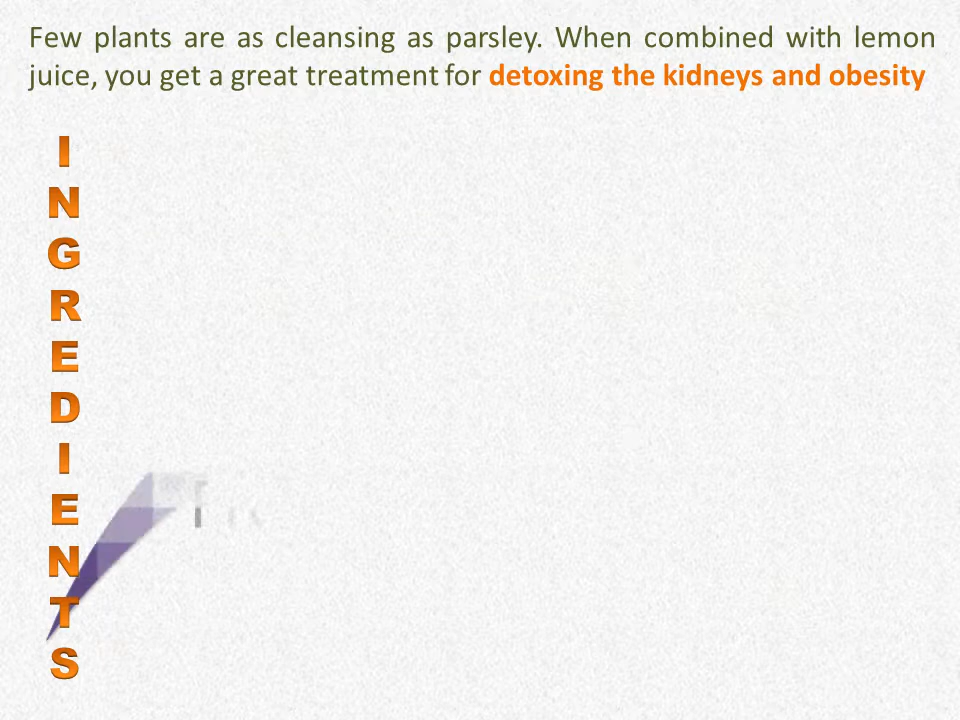 Few plants are as cleansing as parsley. When combined with lemon
juice, you get a great treatment for detoxing the kidneys and obesity
INGREDIENTS